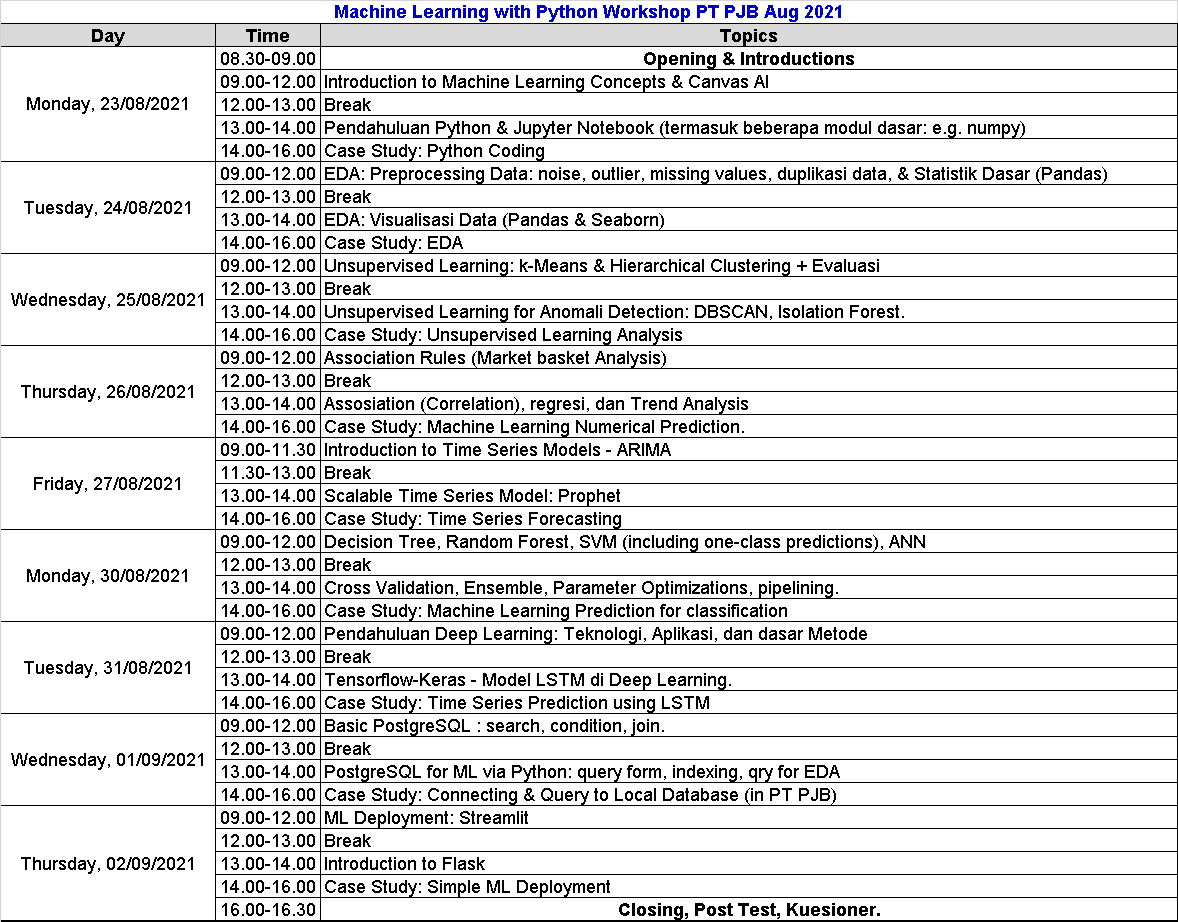 Machine Learning with Python Workshop PT PJB Aug 2021
Day Time Topics
Monday, 23/08/2021
08.30-09.00 Opening & Introductions
09.00-12.00 Introduction to Machine Learning Concepts & Canvas AI
12.00-13.00 Break
13.00-14.00 Pendahuluan Python & Jupyter Notebook (termasuk beberapa modul dasar: e.g. numpy)
14.00-16.00 Case Study: Python Coding
Tuesday, 24/08/2021
09.00-12.00 EDA: Preprocessing Data: noise, outlier, missing values, duplikasi data, & Statistik Dasar (Pandas)
12.00-13.00 Break
13.00-14.00 EDA: Visualisasi Data (Pandas & Seaborn)
14.00-16.00 Case Study: EDA
Wednesday, 25/08/2021
09.00-12.00 Unsupervised Learning: k-Means & Hierarchical Clustering + Evaluasi
12.00-13.00 Break
13.00-14.00 Unsupervised Learning for Anomali Detection: DBSCAN, Isolation Forest.
14.00-16.00 Case Study: Unsupervised Learning Analysis
Thursday, 26/08/2021
09.00-12.00 Association Rules (Market basket Analysis)
12.00-13.00 Break
13.00-14.00 Assosiation (Correlation), regresi, dan Trend Analysis
14.00-16.00 Case Study: Machine Learning Numerical Prediction.
Friday, 27/08/2021
09.00-11.30 Introduction to Time Series Models - ARIMA
11.30-13.00 Break
13.00-14.00 Scalable Time Series Model: Prophet
14.00-16.00 Case Study: Time Series Forecasting
Monday, 30/08/2021
09.00-12.00 Decision Tree, Random Forest, SVM (including one-class predictions), ANN
12.00-13.00 Break
13.00-14.00 Cross Validation, Ensemble, Parameter Optimizations, pipelining.
14.00-16.00 Case Study: Machine Learning Prediction for classification
Tuesday, 31/08/2021
09.00-12.00 Pendahuluan Deep Learning: Teknologi, Aplikasi, dan dasar Metode
12.00-13.00 Break
13.00-14.00 Tensorflow-Keras - Model LSTM di Deep Learning.
14.00-16.00 Case Study: Time Series Prediction using LSTM
Wednesday, 01/09/2021
09.00-12.00 Basic PostgreSQL : search, condition, join.
12.00-13.00 Break
13.00-14.00 PostgreSQL for ML via Python: query form, indexing, qry for EDA
14.00-16.00 Case Study: Connecting & Query to Local Database (in PT PJB)
Thursday, 02/09/2021
09.00-12.00 ML Deployment: Streamlit
12.00-13.00 Break
13.00-14.00 Introduction to Flask
14.00-16.00 Case Study: Simple ML Deployment
16.00-16.30 Closing, Post Test, Kuesioner.